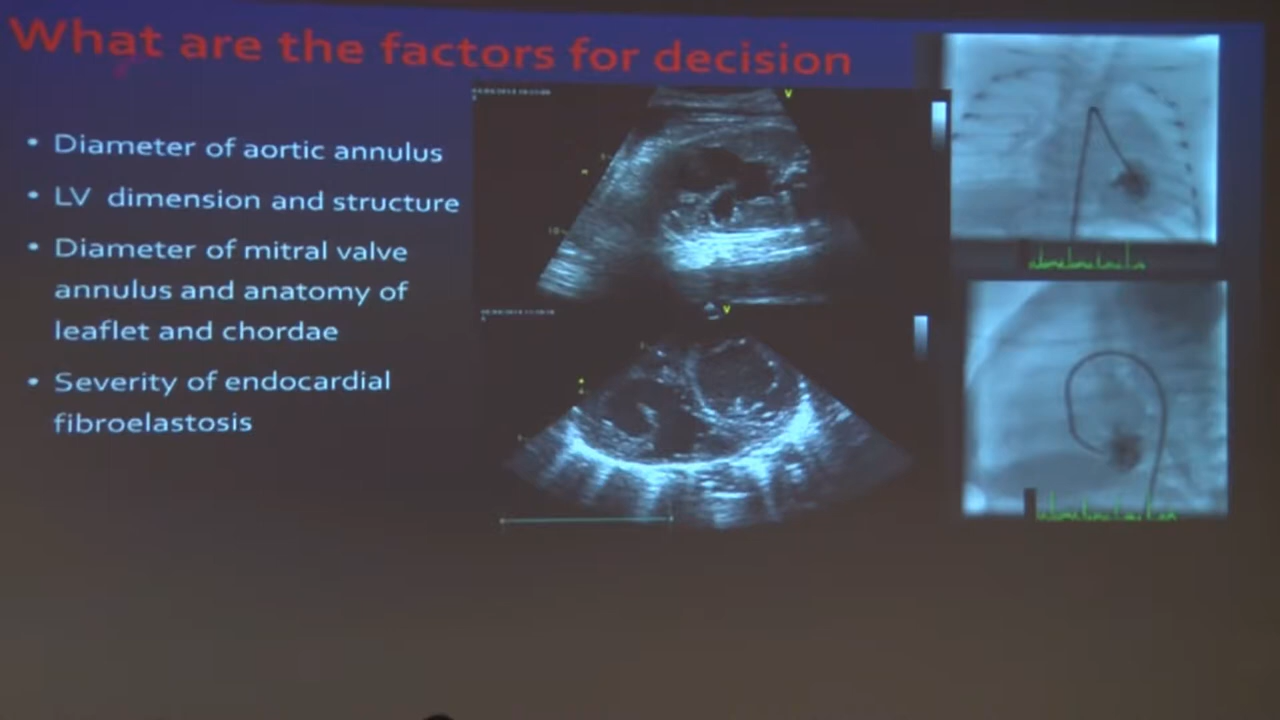 What are the factors for decision
• Diameter of aortic annulus
• LV dimension and structure
• Diameter of mitral valve
annulus and anatomy of
leaflet and chordae
• Severity of endocardial
fibroelastosis
V
V
10